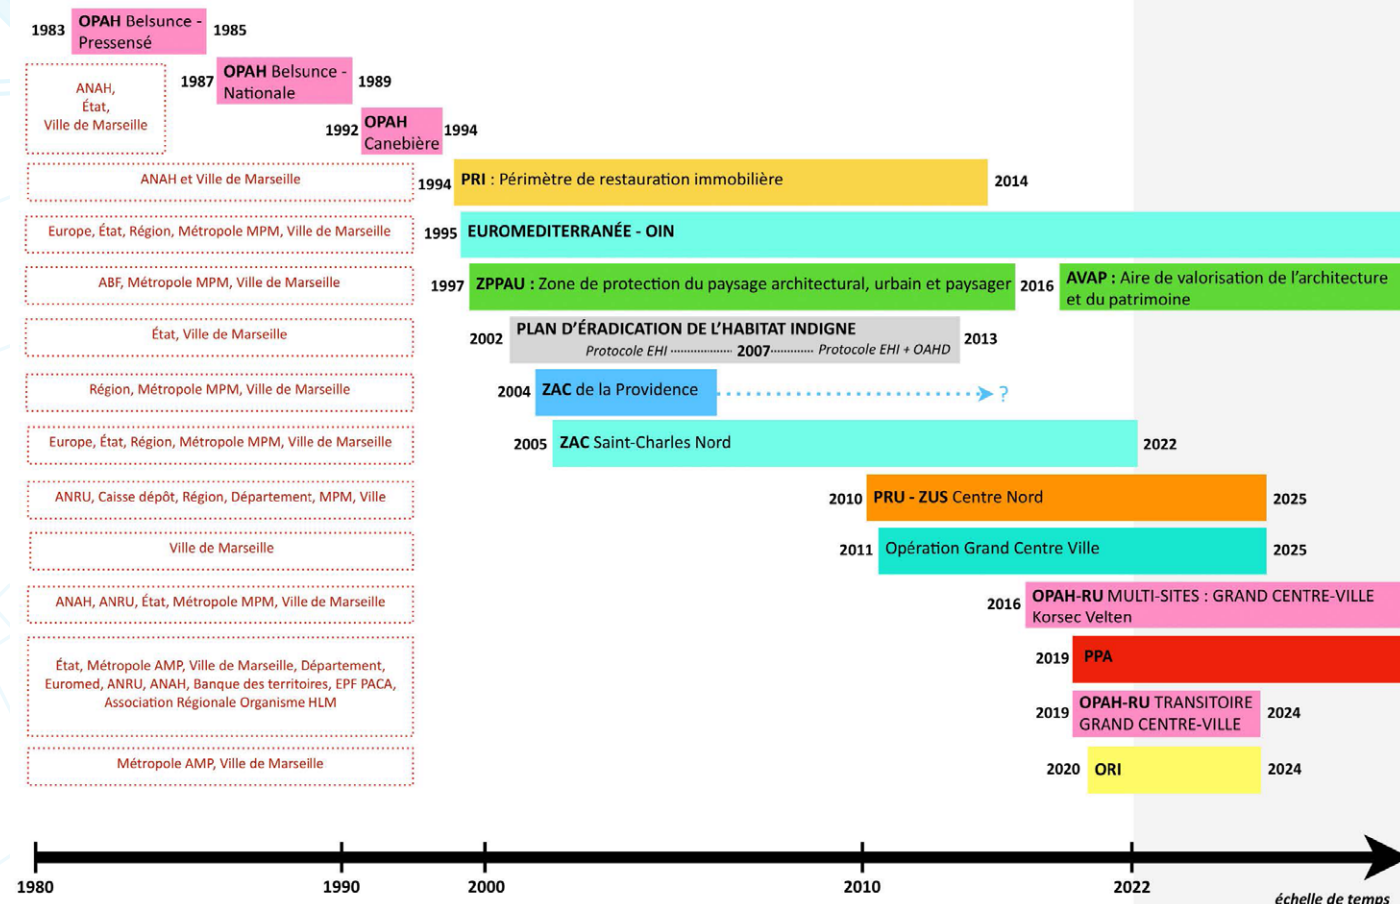 1983 OPAH Belsunce - 1985
Pressensé
ANAH,
État,
Ville de Marseille
1987 OPAH Belsunce - 1989
Nationale
1992 OPAH 1994
Canebière
ANAH et Ville de Marseille
1994 PRI : Périmètre de restauration immobilière 2014
Europe, État, Région, Métropole MPM, Ville de Marseille
1995 EUROMEDITERRANÉE - OIN
ABF, Métropole MPM, Ville de Marseille
1997 ZPPAU : Zone de protection du paysage architectural, urbain et paysager 2016 AVAP : Aire de valorisation de l'architecture
et du patrimoine
État, Ville de Marseille
2002 PLAN D'ÉRADICATION DE L'HABITAT INDIGNE 2013
Protocole EHI ............... 2007 ........... Protocole EHI + OAHD
Région, Métropole MPM, Ville de Marseille
2004 ZAC de la Providence ?
Europe, État, Région, Métropole MPM, Ville de Marseille
2005 ZAC Saint-Charles Nord 2022
ANRU, Caisse dépôt, Région, Département, MPM, Ville
2010 PRU - ZUS Centre Nord 2025
Ville de Marseille
2011 Opération Grand Centre Ville 2025
ANAH, ANRU, État, Métropole MPM, Ville de Marseille
2016 OPAH-RU MULTI-SITES : GRAND CENTRE-VILLE
Korsec Velten
État, Métropole AMP, Ville de Marseille, Département,
Euromed, ANRU, ANAH, Banque des territoires, EPF PACA,
Association Régionale Organisme HLM
2019 PPA
2019 OPAH-RU TRANSITOIRE 2024
GRAND CENTRE-VILLE
Métropole AMP, Ville de Marseille
2020 ORI 2024
1980 1990 2000 2010 2022
échelle de temps